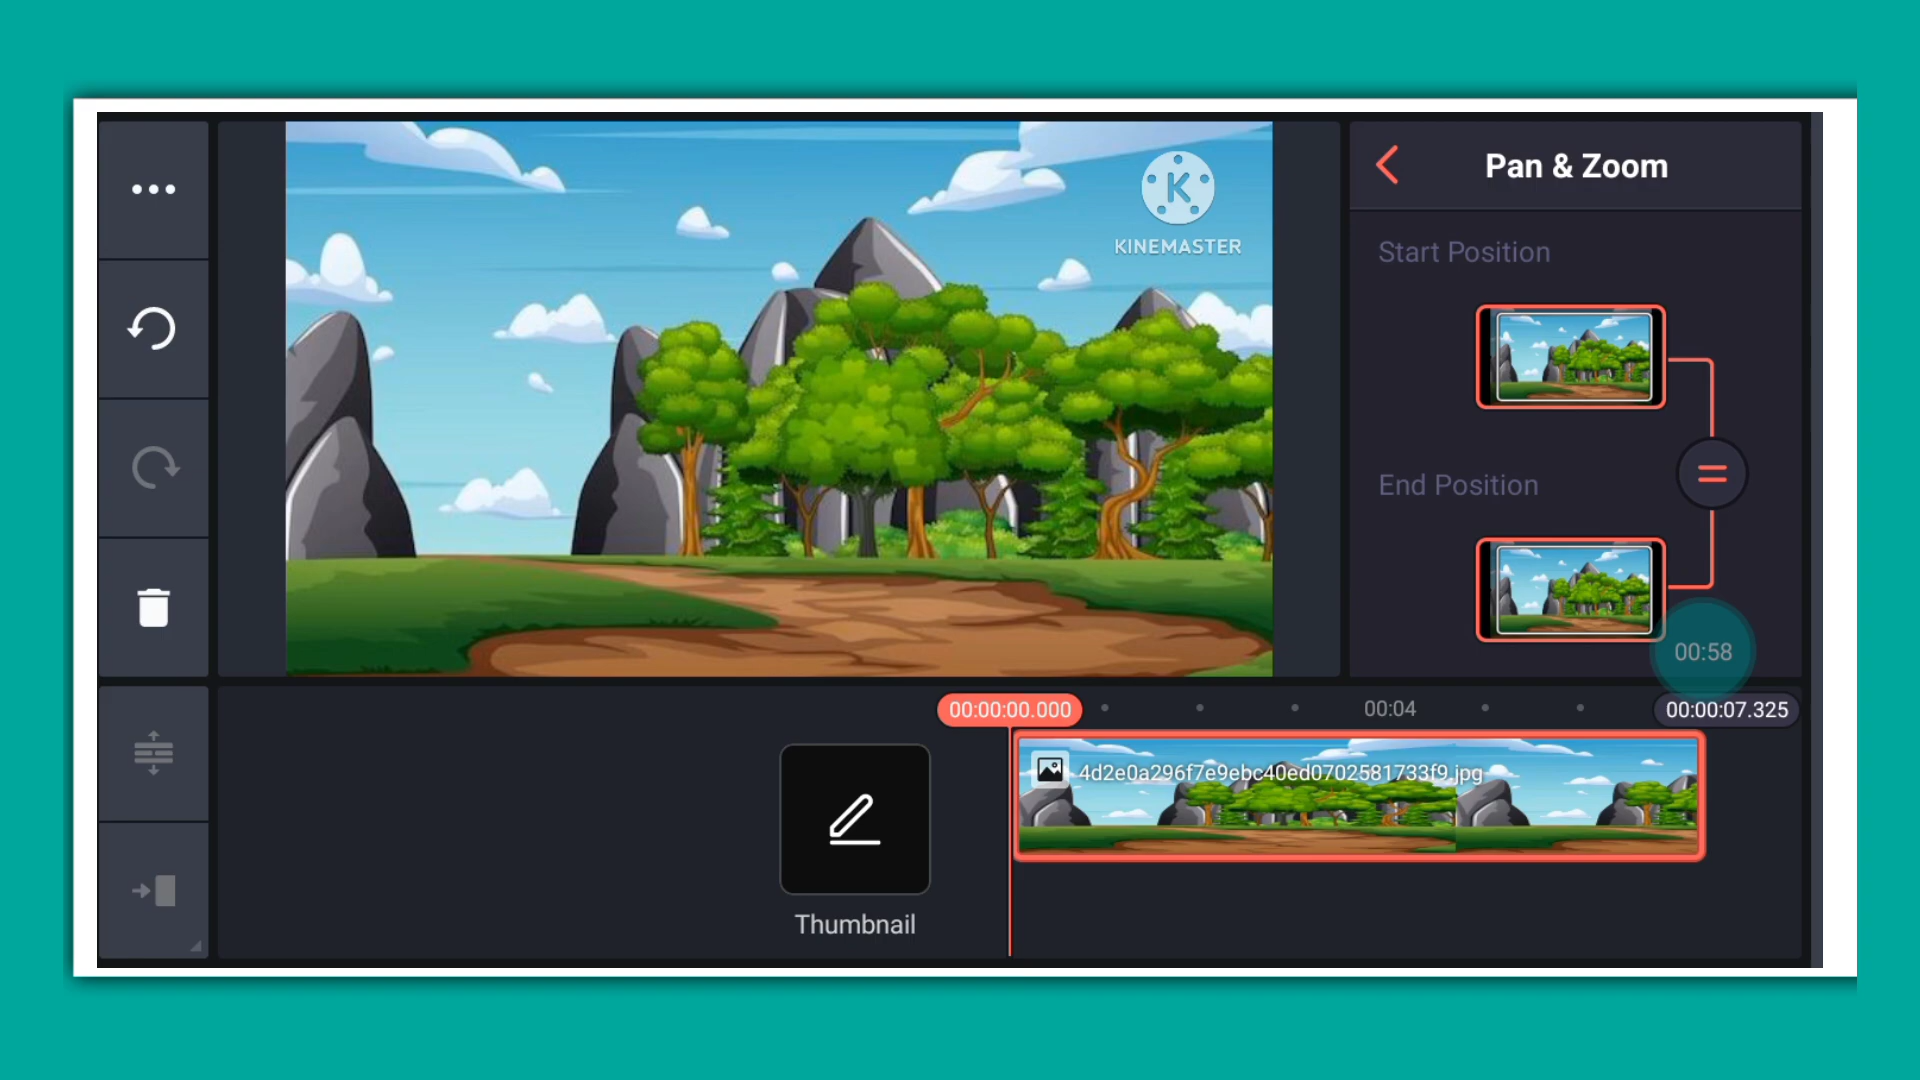 Pan & Zoom
K
KINEMASTER
Start Position
End Position
00:58
00:00:00.000
00:04
00:00:07.325
4d2e0a296f7e9ebc40ed0702581733f9.jpg
Thumbnail